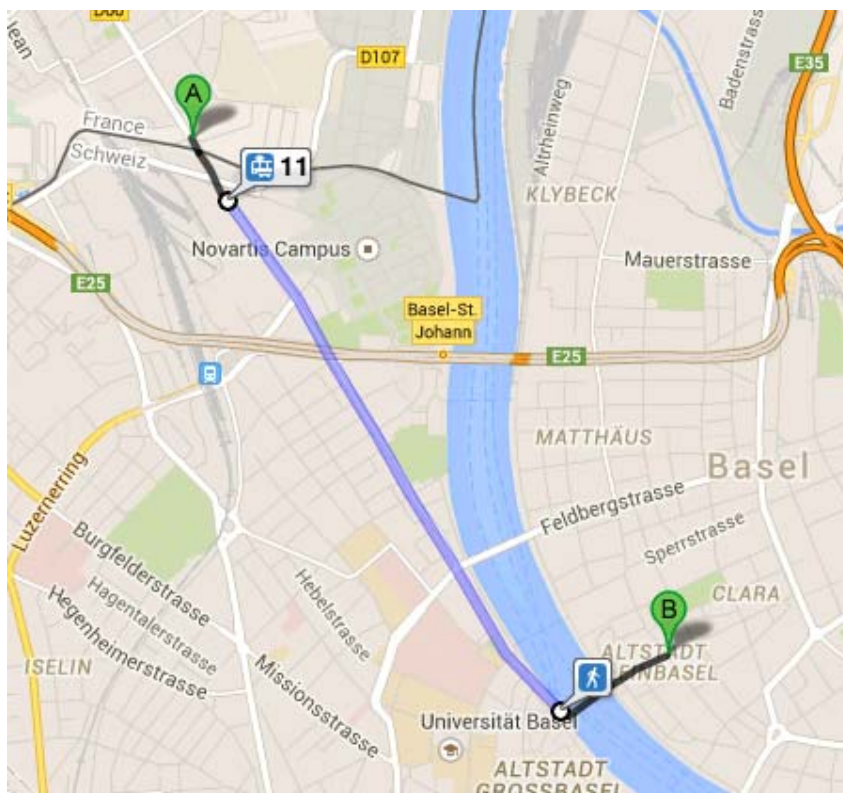 Jean
D107
E35
Badenstrasse
A
France
Schweiz
11
Altrheinweg
KLYBECK
Novartis Campus
Mauerstrasse
E25
Basel-St.
Johann
E25
MATTHÄUS
Basel
Luzernerring
Feldbergstrasse
Sperrstrasse
Burgfelderstrasse
Hagentalerstrasse
Hegenheimerstrasse
Hebelstrasse
CLARA
B
ISELIN
Missionsstrasse
ALTSTADT
Universität Basel
ALTSTADT
GROSSBASEL